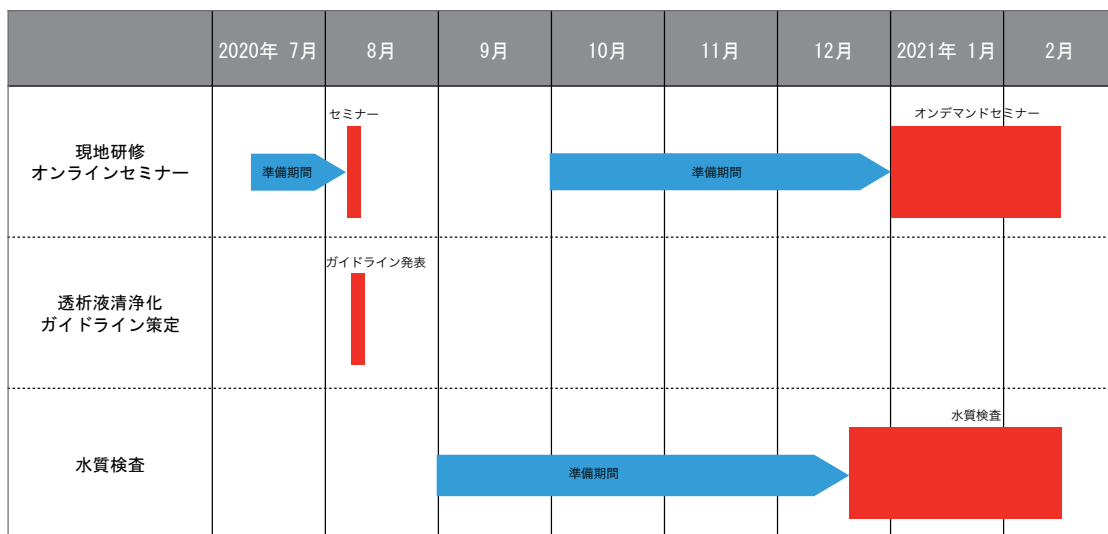 2020年 7月
8月
9月
10月
11月
12月
2021年 1月
2月
現地研修
オンラインセミナー
セミナー
準備期間
準備期間
オンデマンドセミナー
透析液清浄化
ガイドライン策定
ガイドライン発表
水質検査
準備期間
水質検査